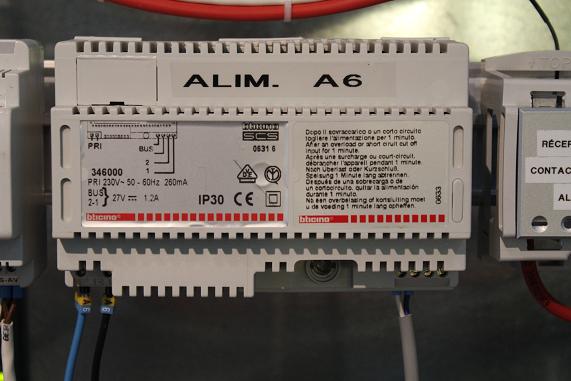 ALIM. A6
PRI
BUS
2
1
SCS
0631 6
346000
PRI 230V~ 50 - 60Hz 260mA
BUS
2-1
27V 1.2A
IP30 CE
bticino
bticino
Dopo il sovraccarico o un corto circuito
togliere l'alimentazione per 1 minuto.
After an overload or short circuit cut off
input for 1 minute.
Après une surcharge ou court-circuit,
débrancher l'appareil pendant 1 minute.
Nach Überlast oder Kurzschluß,
Speisung 1 Minute lang abtrennen.
Después de una sobrecarga o de
un cortocircuito, quitar la alimentación
durante 1 minuto.
Na een overbelasting of kortsluiting moet
u de voeding 1 minute lang opheffen.
0633
TOP
RÉCEP
CONTACT
AL